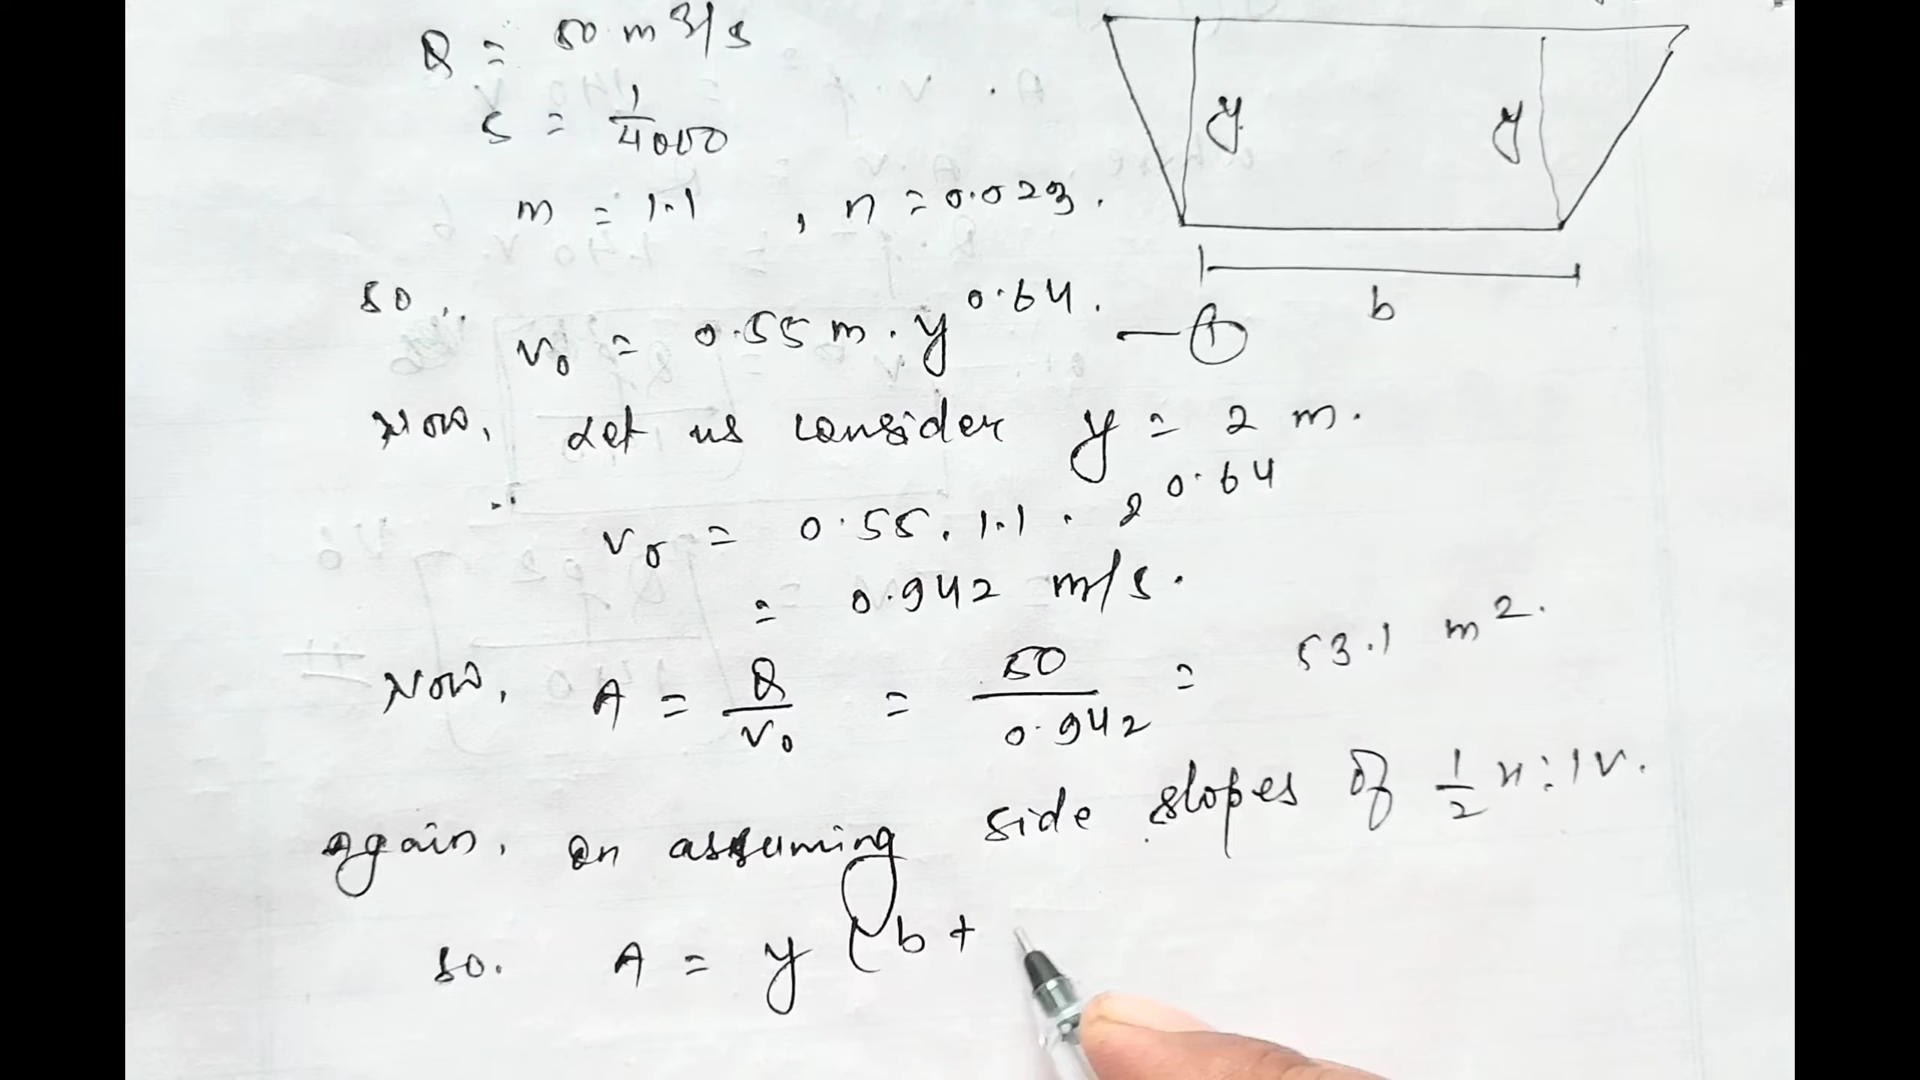 Q = 50 m3/s
S = 1/4000
m = 1.1 , n = 0.023.
y y
b
so,
v₀ = 0.55 m . y^0.64. — ①
Now, Let us consider y = 2 m.
v₀ = 0.55 . 1.1 . 2^0.64
= 0.942 m/s.
Now, A = Q/v₀ = 50/0.942 = 53.1 m².
again, on assuming side slopes of 1/2 H:1V.
so. A = y (b +